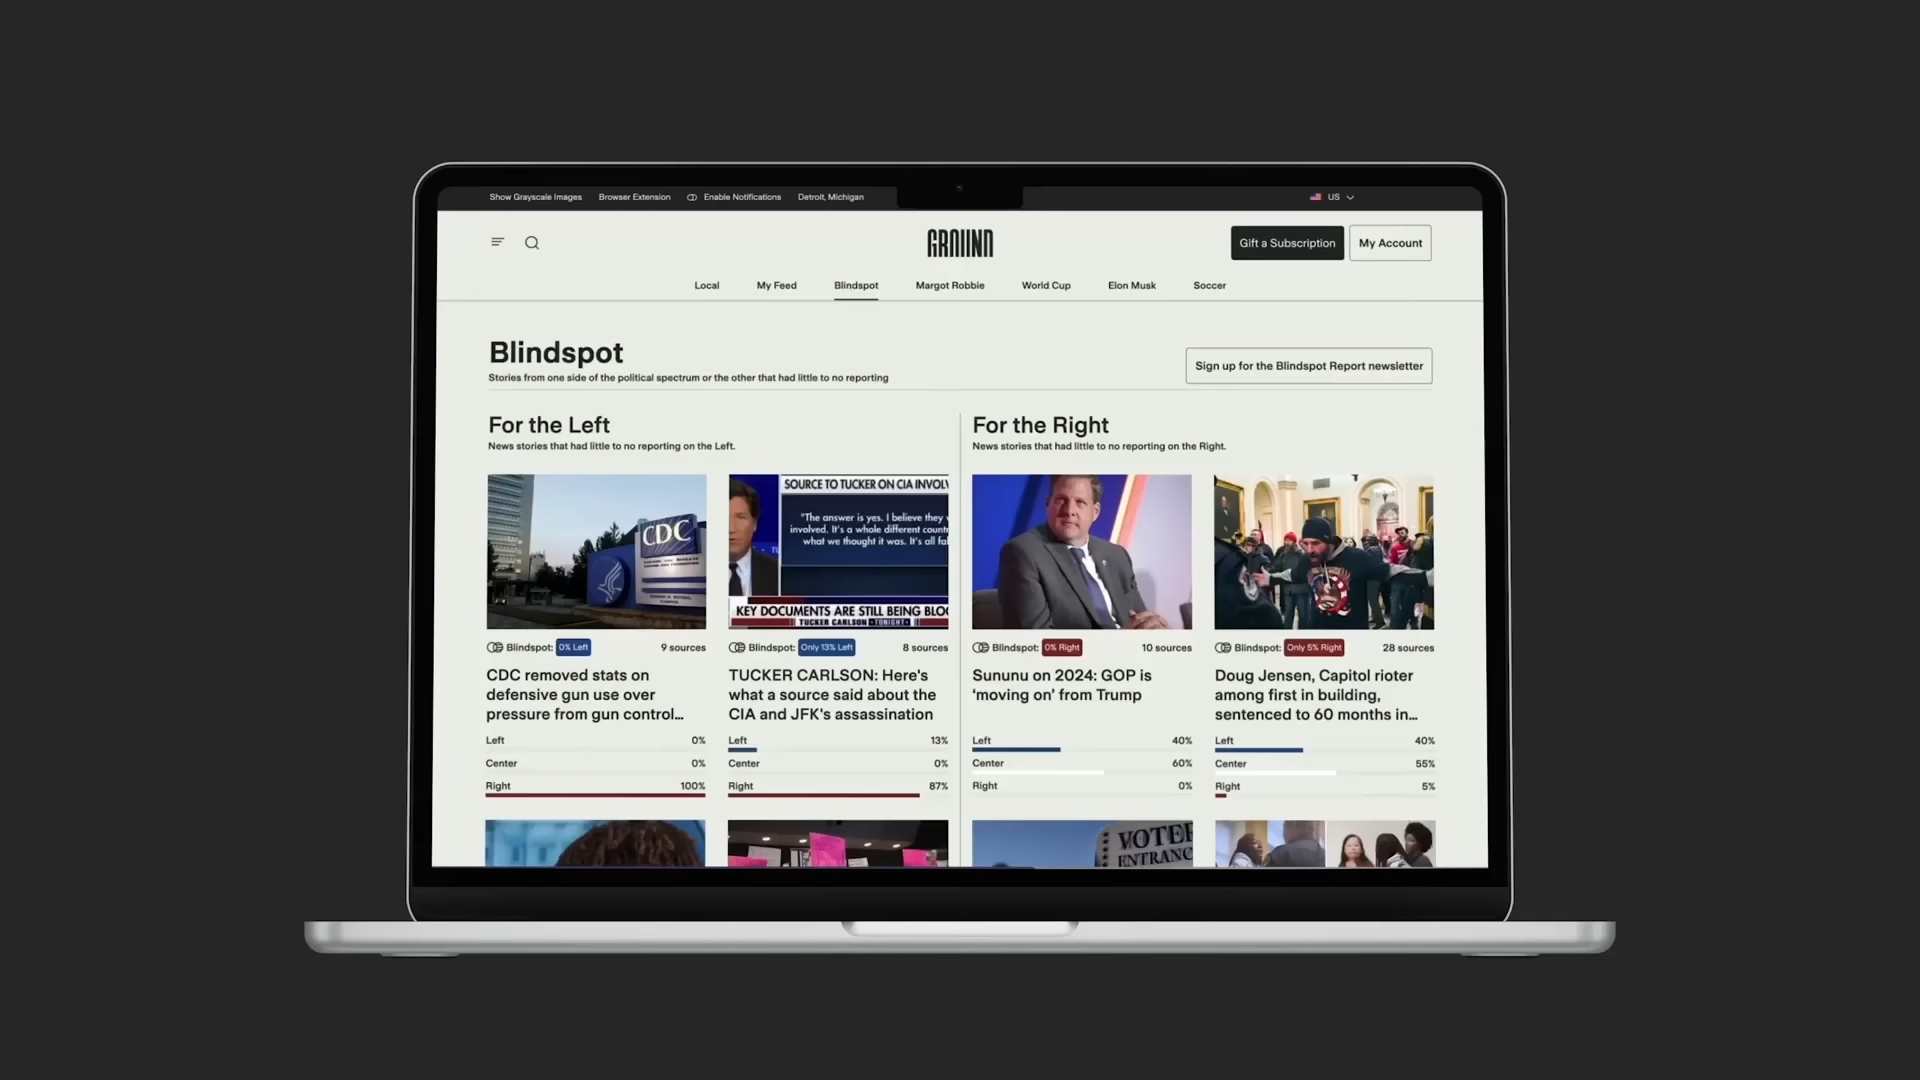 Show Grayscale Images
Browser Extension
Enable Notifications
Detroit, Michigan
US
GROUND
Gift a Subscription
My Account
Local
My Feed
Blindspot
Margot Robbie
World Cup
Elon Musk
Soccer
Blindspot
Stories from one side of the political spectrum or the other that had little to no reporting
Sign up for the Blindspot Report newsletter
For the Left
News stories that had little to no reporting on the Left.
CDC
Blindspot: 0% Left
9 sources
CDC removed stats on
defensive gun use over
pressure from gun control...
Left 0%
Center 0%
Right 100%
SOURCE TO TUCKER ON CIA
"The answer is yes. I believe they
involved. It's a whole different
what we thought it was. It's all
KEY DOCUMENTS ARE STILL BEING
TUCKER CARLSON TONIGHT
Blindspot: Only 13% Left
8 sources
TUCKER CARLSON: Here's
what a source said about the
CIA and JFK's assassination
Left 13%
Center 0%
Right 87%
For the Right
News stories that had little to no reporting on the Right.
Blindspot: 0% Right
10 sources
Sununu on 2024: GOP is
‘moving on’ from Trump
Left 40%
Center 60%
Right 0%
Blindspot: Only 5% Right
28 sources
Doug Jensen, Capitol rioter
among first in building,
sentenced to 60 months in...
Left 40%
Center 55%
Right 5%
VOTER
ENTRANC